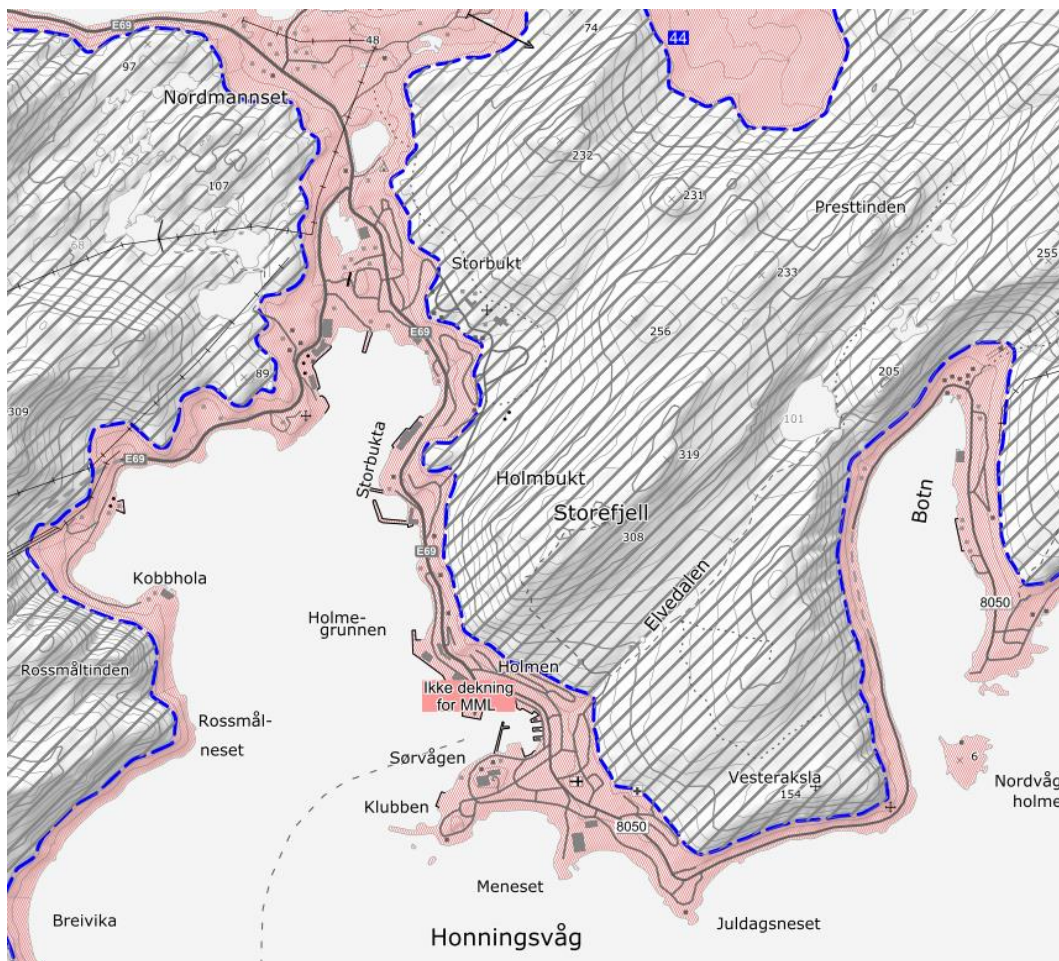 E69
74
44
48
97
Nordmannset
232
107
231
Presttinden
68
Storbukt
255
233
E69
256
89
205
309
101
E69
319
Storbukta
Holmbukt
Botn
Storefjell
308
E69
Kobbhola
Elvedalen
8050
Holme-
grunnen
Rossmåltinden
Holmen
Ikke dekning
for MML
Rossmål-
neset
Sørvågen
6
Vesteraksla
154
Nordvåg
holme
Klubben
8050
Meneset
Breivika
Juldagsneset
Honningsvåg